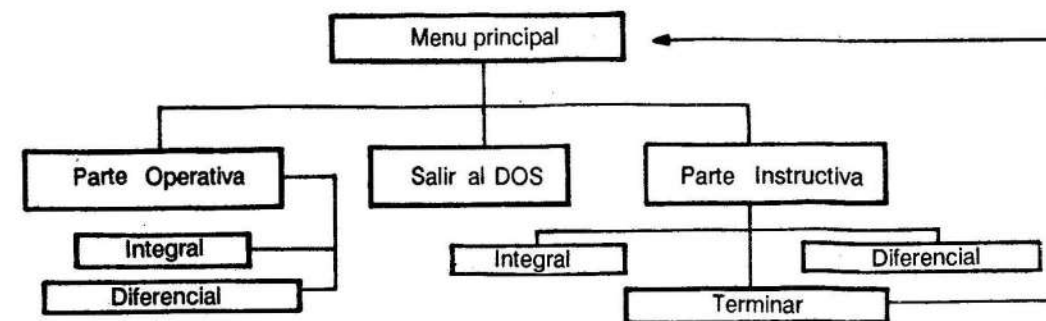 Menu principal
Parte Operativa
Salir al DOS
Parte Instructiva
Integral
Diferencial
Integral
Diferencial
Terminar